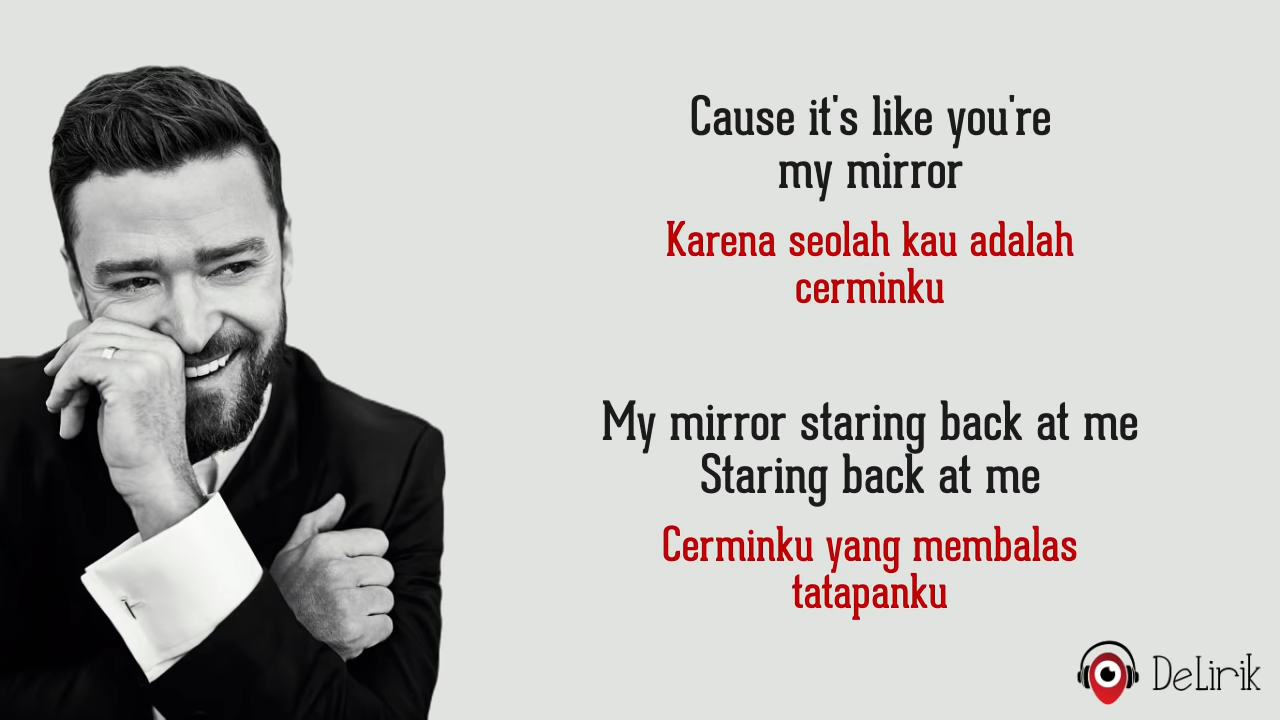 Cause it's like you're
my mirror
Karena seolah kau adalah
cerminku
My mirror staring back at me
Staring back at me
Cerminku yang membalas
tatapanku
DeLirik